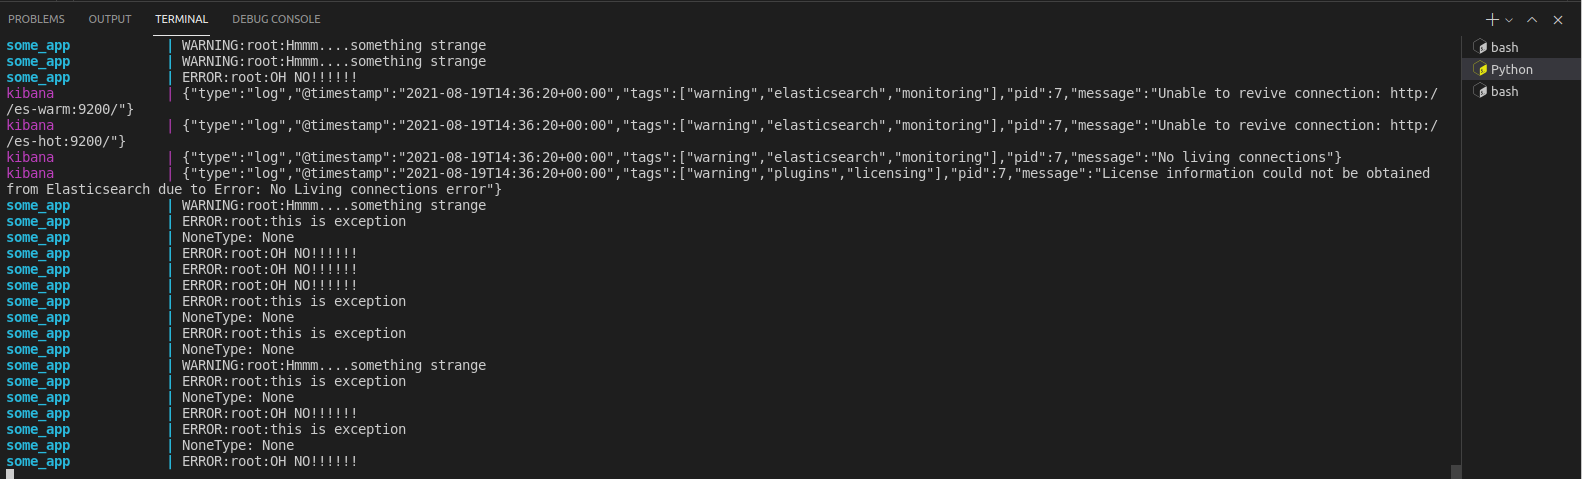 PROBLEMS OUTPUT TERMINAL DEBUG CONSOLE
some_app | WARNING:root:Hmmm....something strange
some_app | WARNING:root:Hmmm....something strange
some_app | ERROR:root:OH NO!!!!!!
kibana | {"type":"log","@timestamp":"2021-08-19T14:36:20+00:00","tags":["warning","elasticsearch","monitoring"],"pid":7,"message":"Unable to revive connection: http:/
/es-warm:9200/"}
kibana | {"type":"log","@timestamp":"2021-08-19T14:36:20+00:00","tags":["warning","elasticsearch","monitoring"],"pid":7,"message":"Unable to revive connection: http:/
/es-hot:9200/"}
kibana | {"type":"log","@timestamp":"2021-08-19T14:36:20+00:00","tags":["warning","elasticsearch","monitoring"],"pid":7,"message":"No living connections"}
kibana | {"type":"log","@timestamp":"2021-08-19T14:36:20+00:00","tags":["warning","plugins","licensing"],"pid":7,"message":"License information could not be obtained
from Elasticsearch due to Error: No Living connections error"}
some_app | WARNING:root:Hmmm....something strange
some_app | ERROR:root:this is exception
some_app | NoneType: None
some_app | ERROR:root:OH NO!!!!!!
some_app | ERROR:root:OH NO!!!!!!
some_app | ERROR:root:OH NO!!!!!!
some_app | ERROR:root:this is exception
some_app | NoneType: None
some_app | ERROR:root:this is exception
some_app | NoneType: None
some_app | WARNING:root:Hmmm....something strange
some_app | ERROR:root:this is exception
some_app | NoneType: None
some_app | ERROR:root:OH NO!!!!!!
some_app | ERROR:root:this is exception
some_app | NoneType: None
some_app | ERROR:root:OH NO!!!!!!
bash
Python
bash